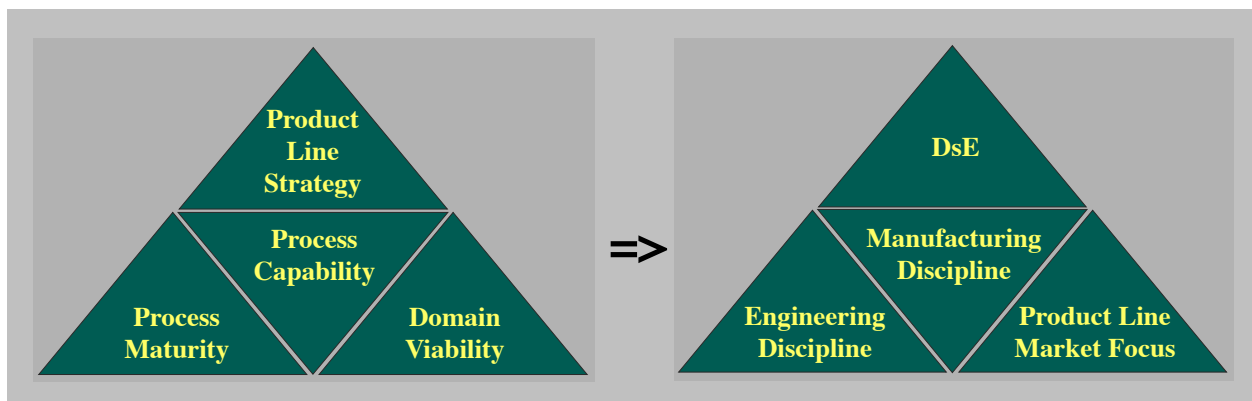 Product
Line
Strategy
Process
Capability
Process
Maturity
Domain
Viability
=>
DsE
Manufacturing
Discipline
Engineering
Discipline
Product Line
Market Focus